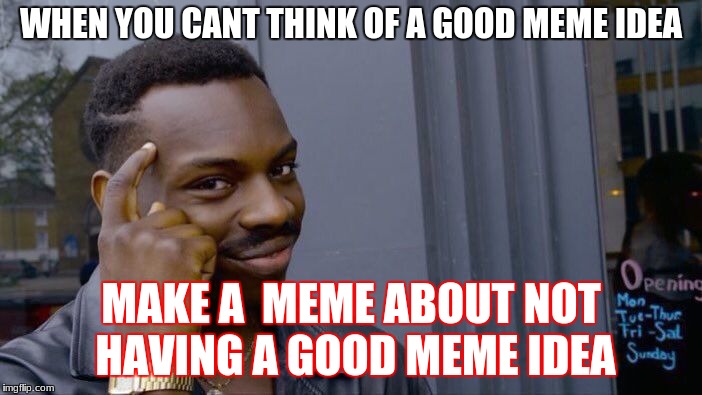 WHEN YOU CANT THINK OF A GOOD MEME IDEA
MAKE A MEME ABOUT NOT
HAVING A GOOD MEME IDEA
Opening
Mon
Tue-Thur
Fri-Sat
Sunday
imgflip.com